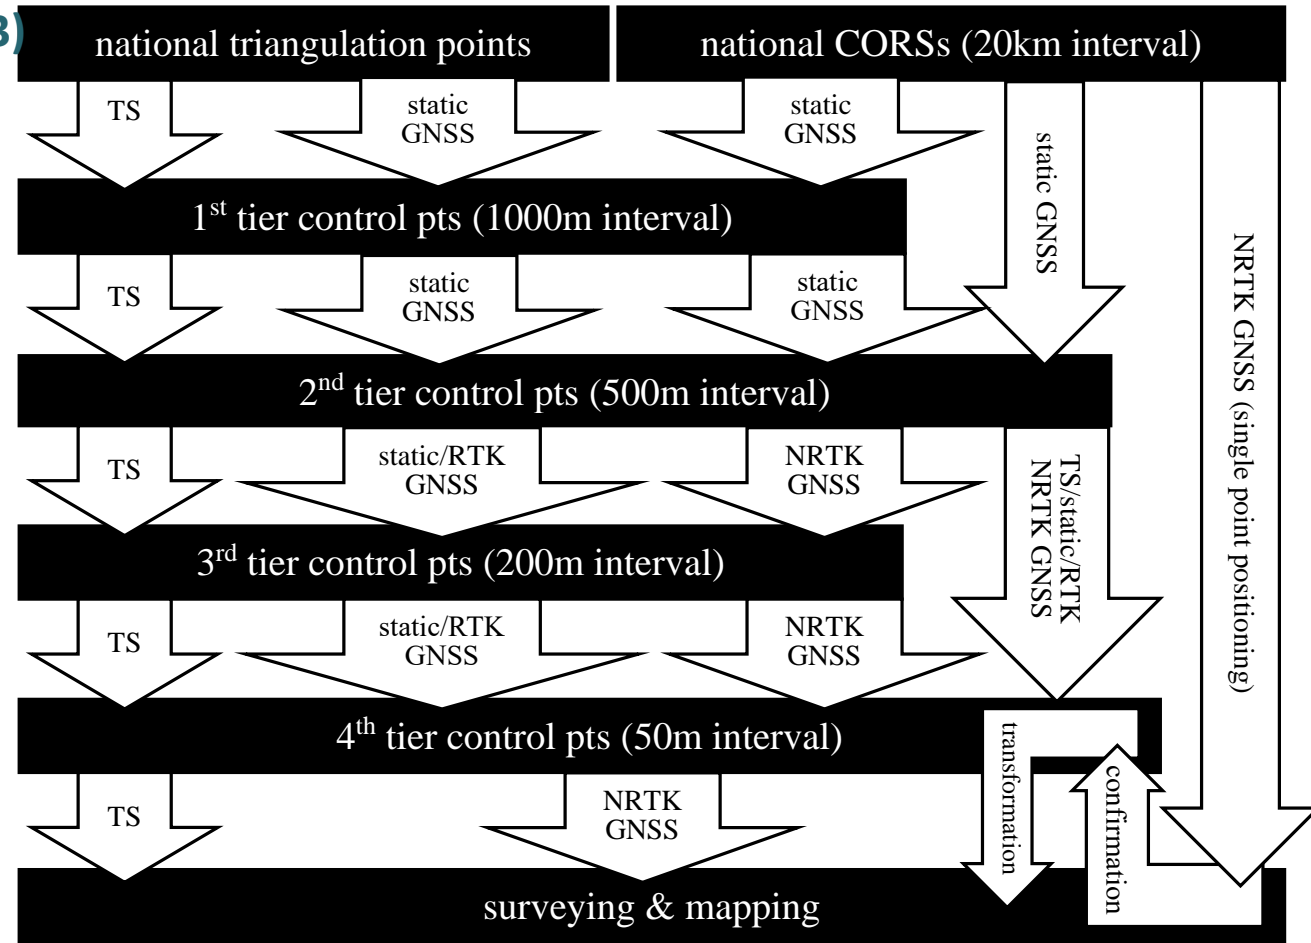 3)
national triangulation points
national CORSs (20km interval)
TS
static
GNSS
static
GNSS
static GNSS
NRTK GNSS (single point positioning)
1st tier control pts (1000m interval)
TS
static
GNSS
static
GNSS
2nd tier control pts (500m interval)
TS
static/RTK
GNSS
NRTK
GNSS
TS/static/RTK
NRTK GNSS
3rd tier control pts (200m interval)
TS
static/RTK
GNSS
NRTK
GNSS
4th tier control pts (50m interval)
transformation
confirmation
TS
NRTK
GNSS
surveying & mapping